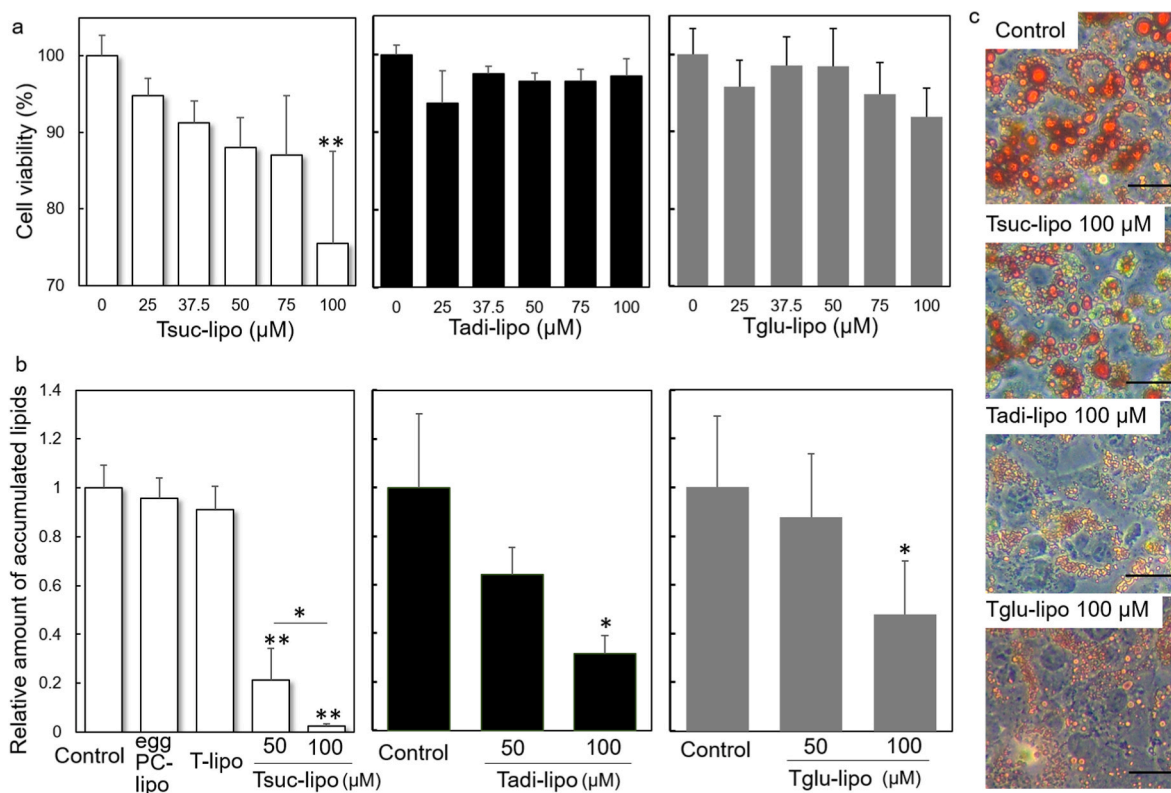 a
Cell viability (%)
100
90
80
70
**
0 25 37.5 50 75 100
Tsuc-lipo (µM)
0 25 37.5 50 75 100
Tadi-lipo (µM)
0 25 37.5 50 75 100
Tglu-lipo (µM)
b
Relative amount of accumulated lipids
1.4
1.2
1
0.8
0.6
0.4
0.2
0
*
**
**
Control
egg
PC-
lipo
T-lipo
50 100
Tsuc-lipo (µM)
*
Control
50 100
Tadi-lipo (µM)
*
Control
50 100
Tglu-lipo (µM)
c
Control
Tsuc-lipo 100 µM
Tadi-lipo 100 µM
Tglu-lipo 100 µM